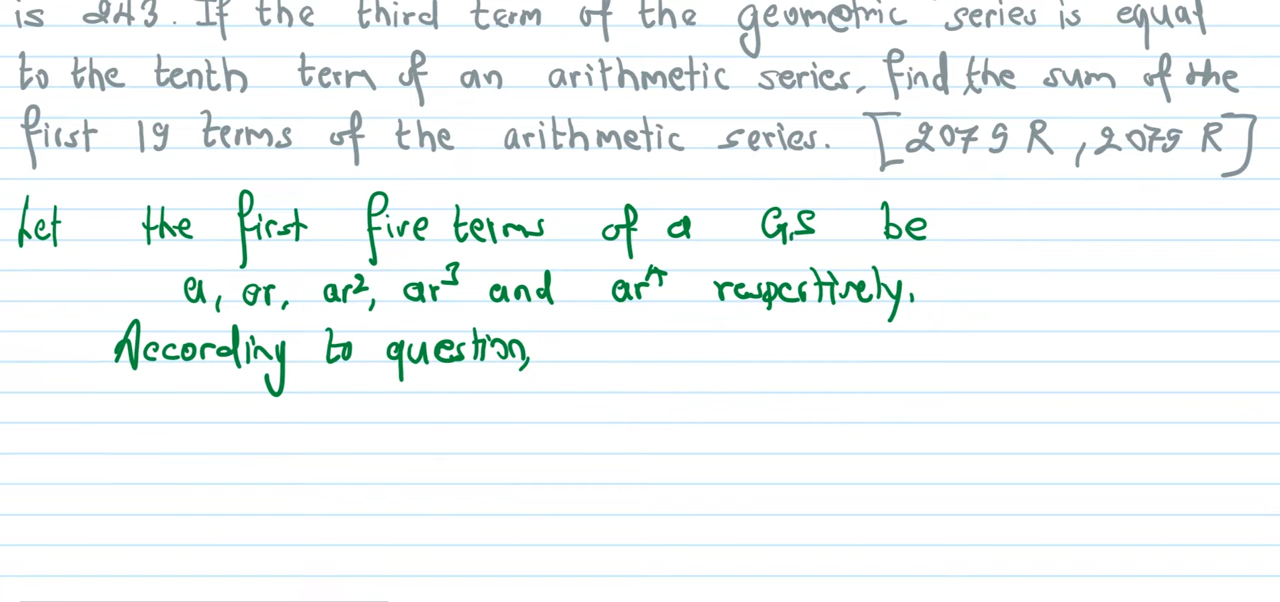 is 243. If the third term of the geometric series is equal
to the tenth term of an arithmetic series, find the sum of the
first 19 terms of the arithmetic series. [2079 R, 2075 R]
Let the first five terms of a G.S be
a, ar, ar², ar³ and ar⁴ respectively.
According to question,